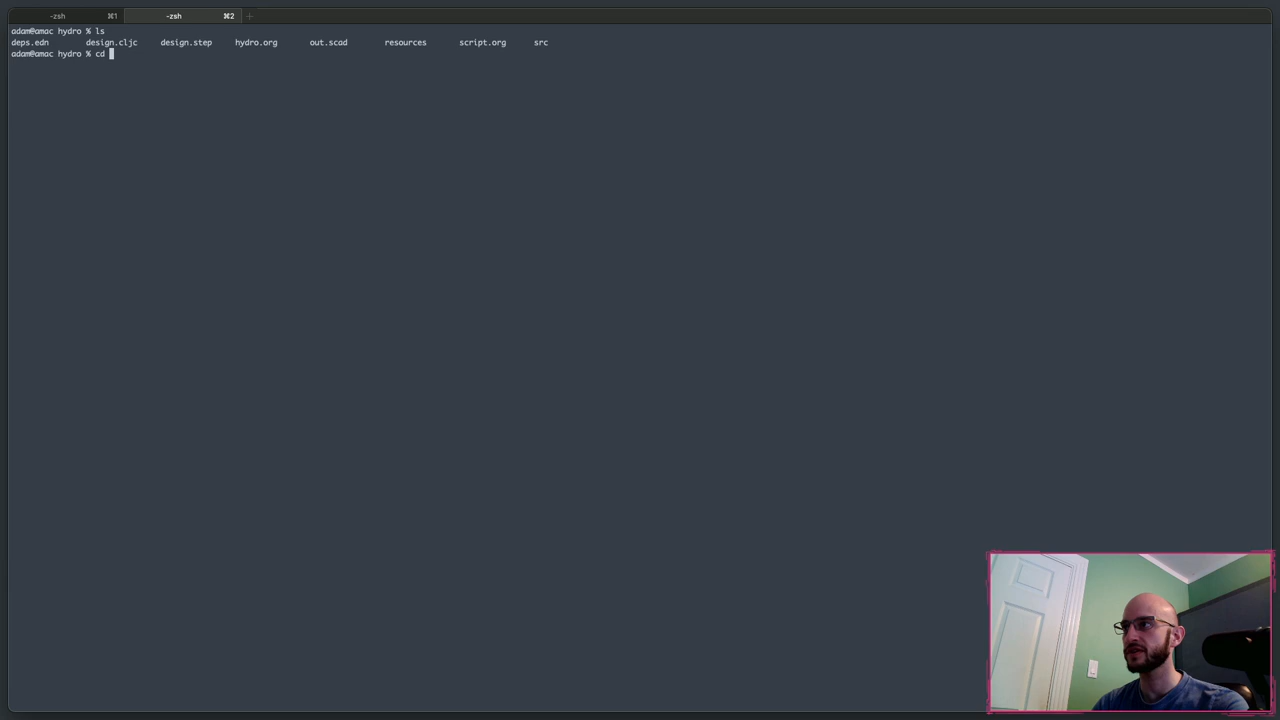 -zsh ⌘1 -zsh ⌘2 +
adam@amac hydro % ls
deps.edn design.cljc design.step hydro.org out.scad resources script.org src
adam@amac hydro % cd